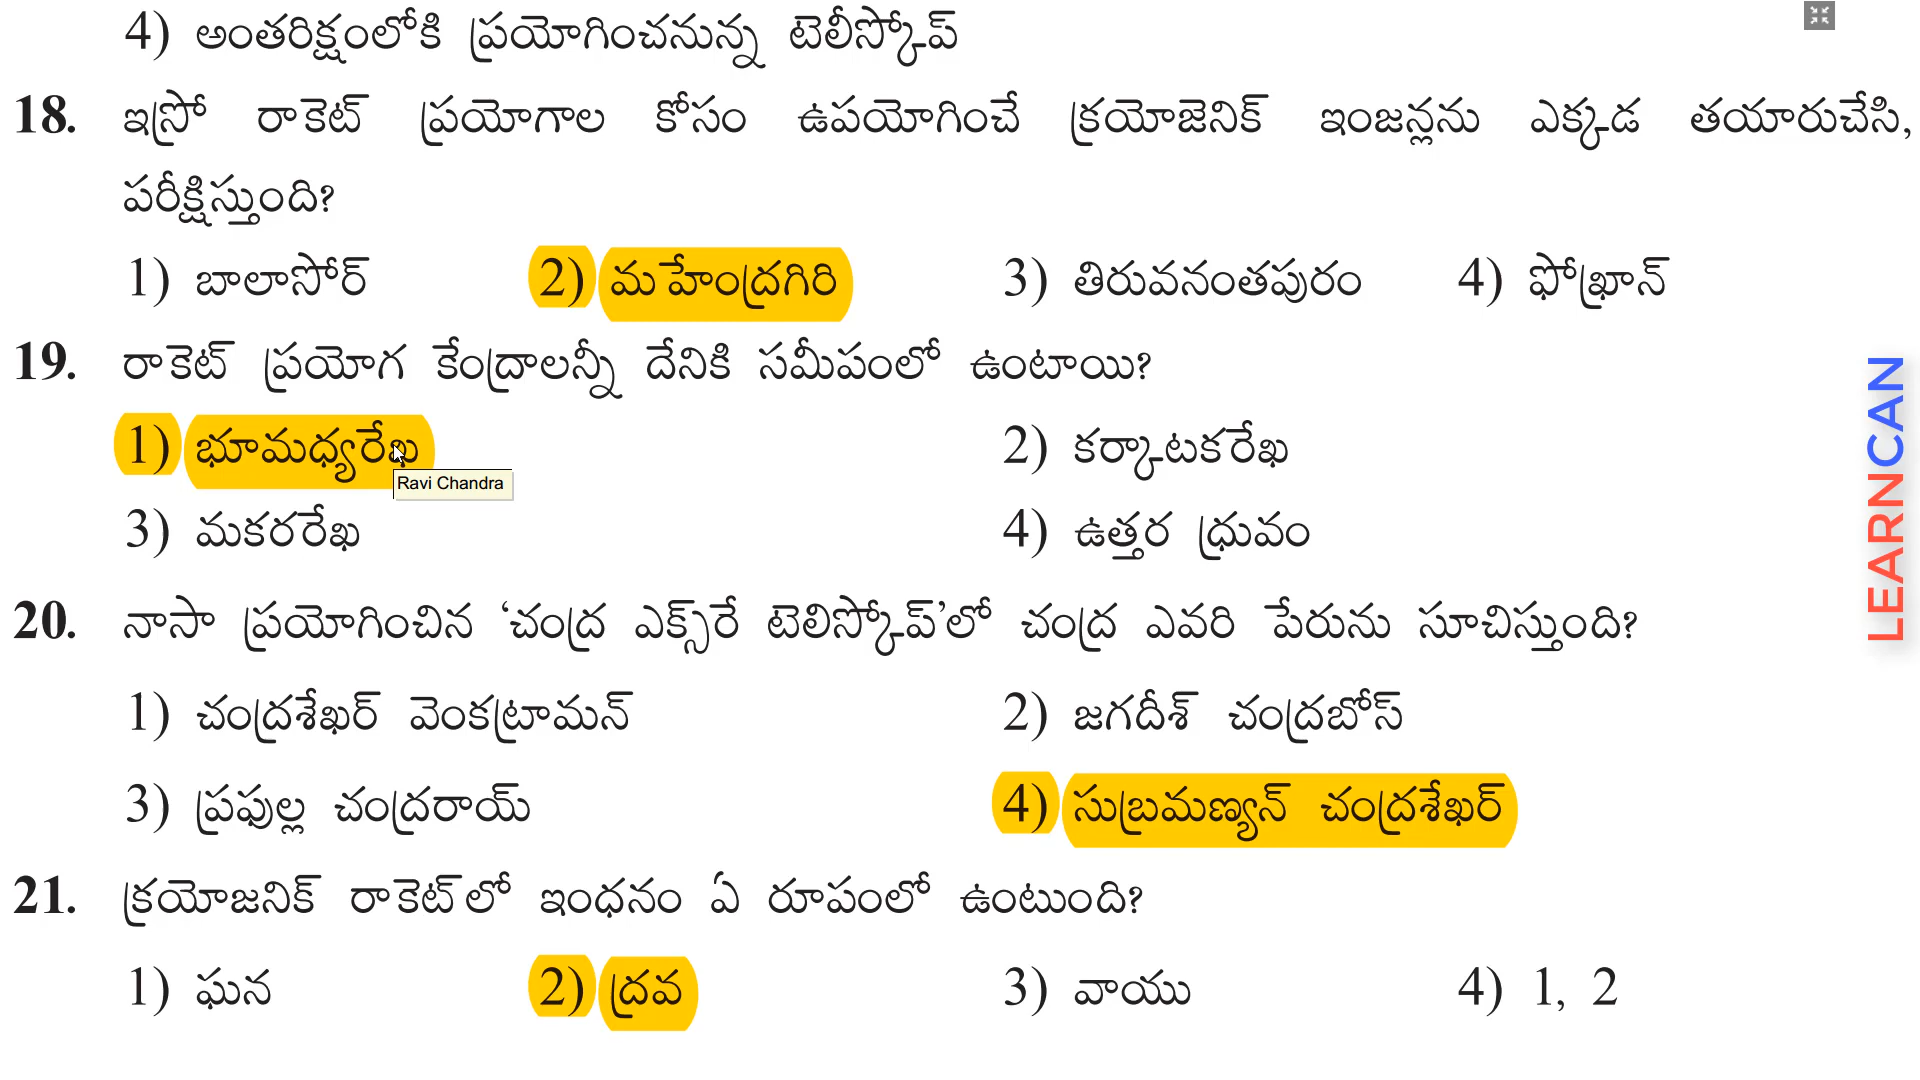 4) అంతరిక్షంలోకి ప్రయోగించనున్న టెలీస్కోప్
18. ఇస్రో రాకెట్ ప్రయోగాల కోసం ఉపయోగించే క్రయోజెనిక్ ఇంజన్లను ఎక్కడ తయారుచేసి,
పరీక్షిస్తుంది?
1) బాలాసోర్ 2) మహేంద్రగిరి 3) తిరువనంతపురం 4) ఫోఖ్రాన్
19. రాకెట్ ప్రయోగ కేంద్రాలన్నీ దేనికి సమీపంలో ఉంటాయి?
1) భూమధ్యరేఖ 2) కర్కాటకరేఖ
Ravi Chandra
3) మకరరేఖ 4) ఉత్తర ధ్రువం
20. నాసా ప్రయోగించిన ‘చంద్ర ఎక్స్‌రే టెలిస్కోప్’లో చంద్ర ఎవరి పేరును సూచిస్తుంది?
1) చంద్రశేఖర్ వెంకట్రామన్ 2) జగదీశ్ చంద్రబోస్
3) ప్రఫుల్ల చంద్రరాయ్ 4) సుబ్రమణ్యన్ చంద్రశేఖర్
21. క్రయోజనిక్ రాకెట్‌లో ఇంధనం ఏ రూపంలో ఉంటుంది?
1) ఘన 2) ద్రవ 3) వాయు 4) 1, 2
LEARNCAN